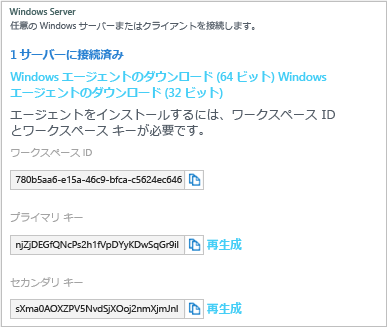 Windows Server
任意の Windows サーバーまたはクライアントを接続します。
1 サーバーに接続済み
Windows エージェントのダウンロード (64 ビット) Windows
エージェントのダウンロード (32 ビット)
エージェントをインストールするには、ワークスペース ID
とワークスペース キーが必要です。
ワークスペース ID
780b5aa6-e15a-46c9-bfca-c5624ec646
プライマリ キー
njZjDEGfQNcPs2h1fVpDYyKDwSqGr9il 再生成
セカンダリ キー
sXma0AOXZPV5NvdSjXOoj2nmXjmJnl 再生成